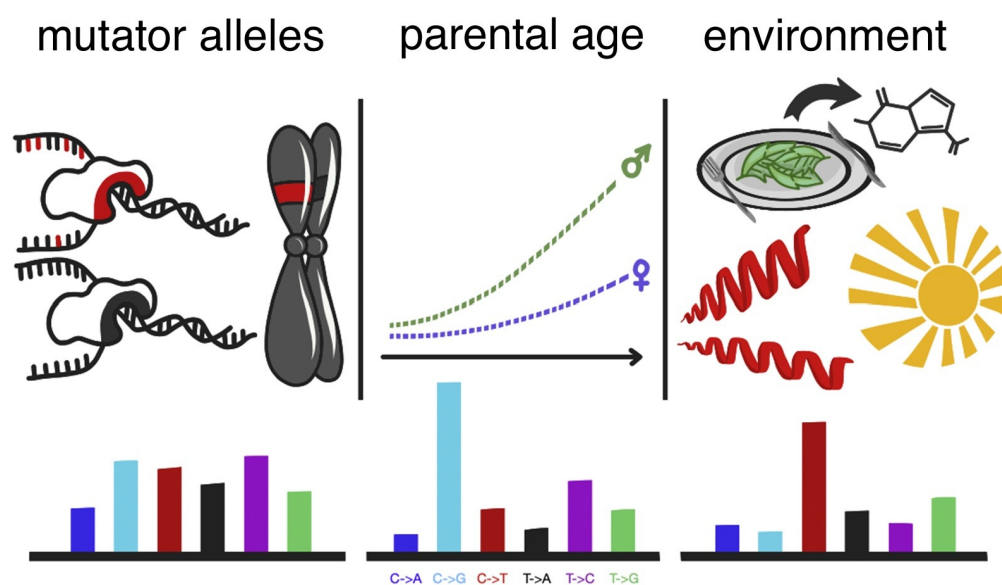 mutator alleles
parental age
environment
C->A C->G C->T T->A T->C T->G